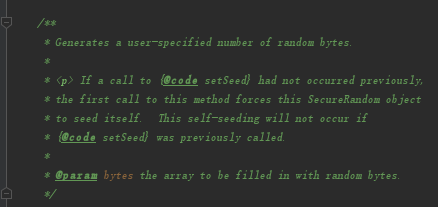 /**
* Generates a user-specified number of random bytes.
*
* <p> If a call to {@code setSeed} had not occurred previously,
* the first call to this method forces this SecureRandom object
* to seed itself.  This self-seeding will not occur if
* {@code setSeed} was previously called.
*
* @param bytes the array to be filled in with random bytes.
*/